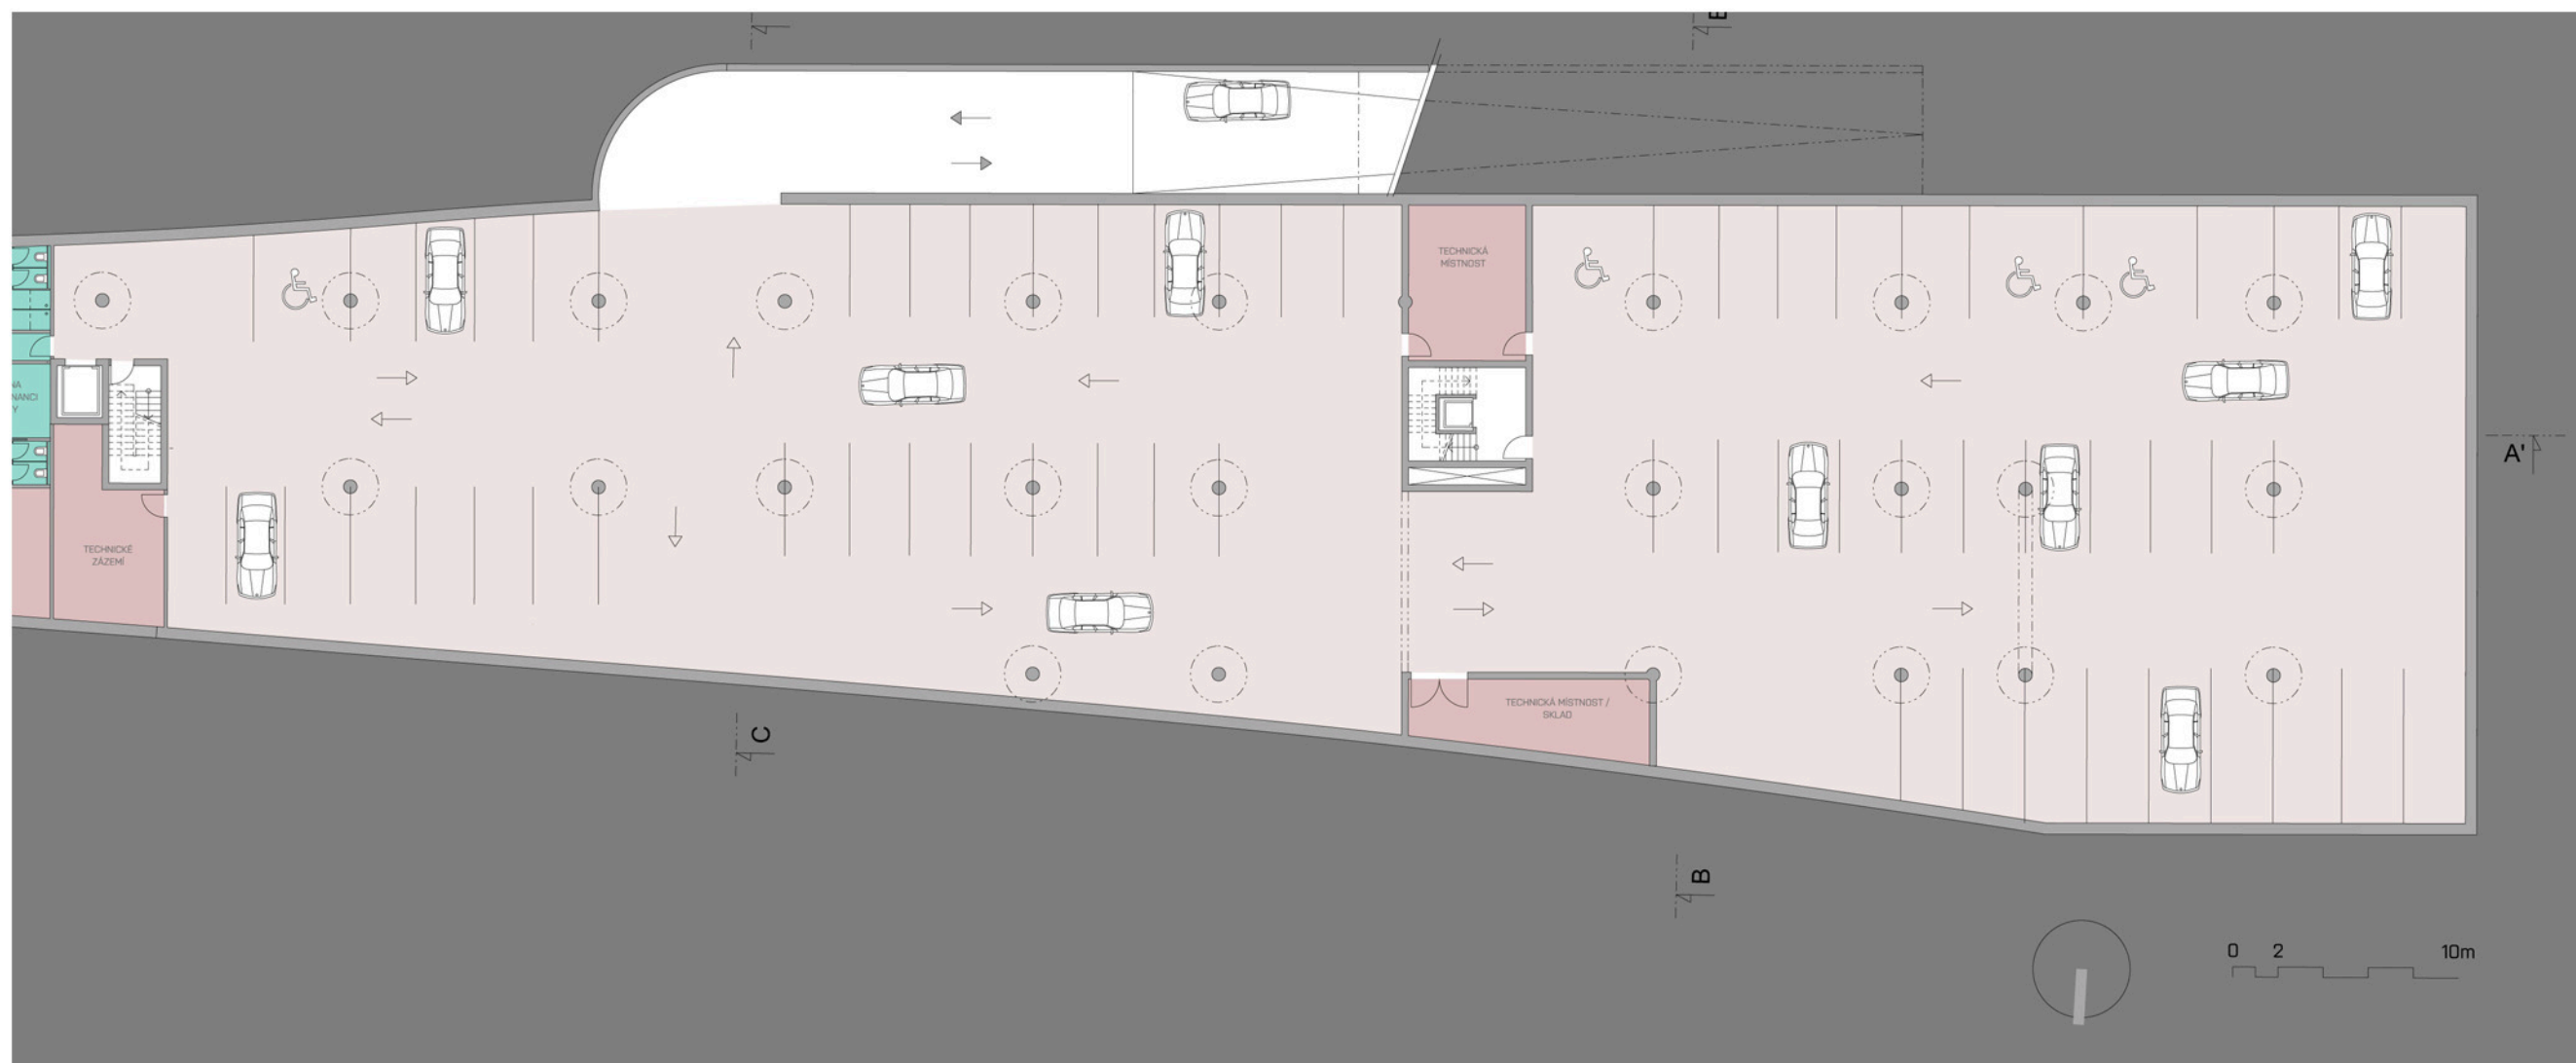 TECHNICKÁ
MÍSTNOST
TECHNICKÉ
ZÁZEMÍ
A'
TECHNICKÁ MÍSTNOST /
SKLAD
C
B
0 2 10m